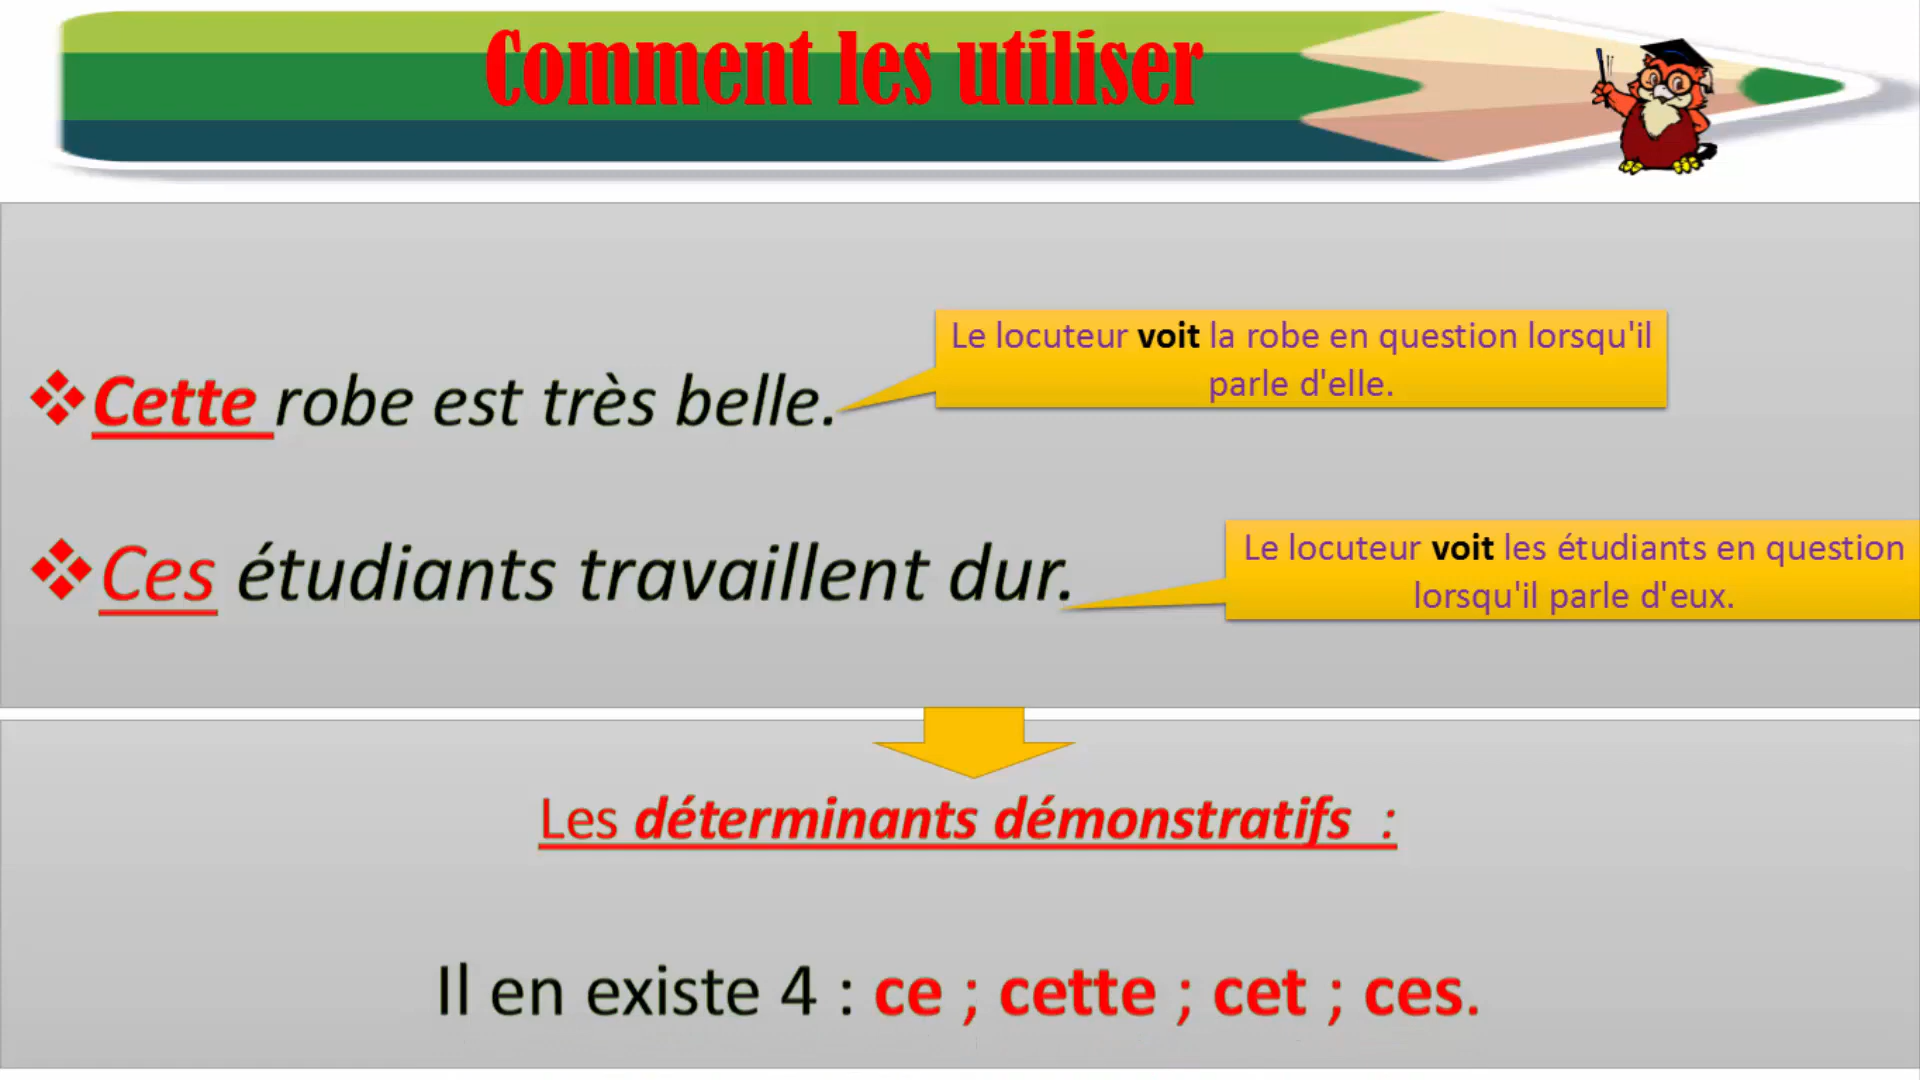 Comment les utiliser
Le locuteur voit la robe en question lorsqu'il
parle d'elle.
Cette robe est très belle.
Le locuteur voit les étudiants en question
lorsqu'il parle d'eux.
Ces étudiants travaillent dur.
Les déterminants démonstratifs :
Il en existe 4 : ce ; cette ; cet ; ces.